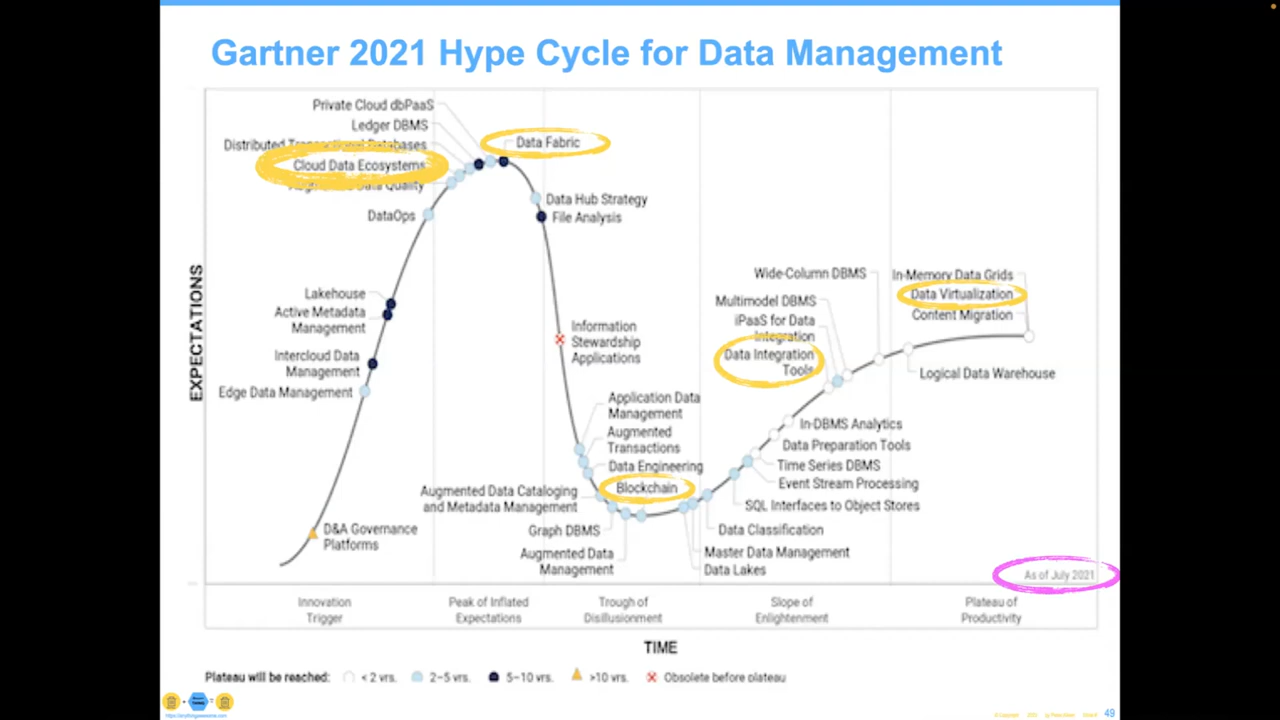 Gartner 2021 Hype Cycle for Data Management
Private Cloud dbPaaS
Ledger DBMS
Distributed Transactional Databases
Cloud Data Ecosystems
Augmented Data Quality
DataOps
Data Fabric
Data Hub Strategy
File Analysis
Lakehouse
Active Metadata
Management
Intercloud Data
Management
Edge Data Management
D&A Governance
Platforms
Information
Stewardship
Applications
Application Data
Management
Augmented
Transactions
Data Engineering
Blockchain
Augmented Data Cataloging
and Metadata Management
Graph DBMS
Augmented Data
Management
Wide-Column DBMS
Multimodel DBMS
iPaaS for Data
Integration
Data Integration
Tools
In-Memory Data Grids
Data Virtualization
Content Migration
Logical Data Warehouse
In-DBMS Analytics
Data Preparation Tools
Time Series DBMS
Event Stream Processing
SQL Interfaces to Object Stores
Data Classification
Master Data Management
Data Lakes
As of July 2021
EXPECTATIONS
Innovation
Trigger
Peak of Inflated
Expectations
Trough of
Disillusionment
Slope of
Enlightenment
Plateau of
Productivity
TIME
Plateau will be reached: < 2 yrs. 2–5 yrs. 5–10 yrs. >10 yrs. Obsolete before plateau
49